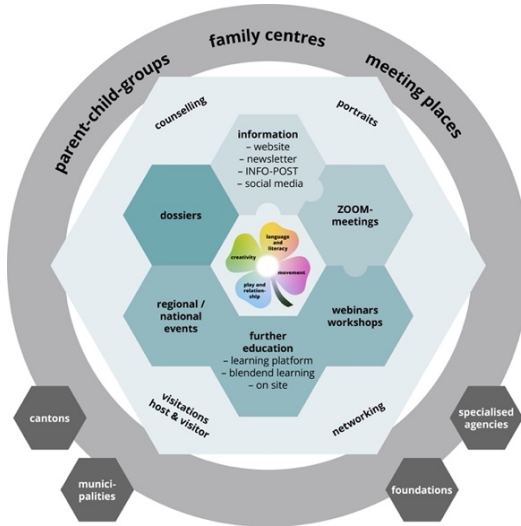 family centres
parent-child-groups
meeting places
counselling
portraits
information
– website
– newsletter
– INFO-POST
– social media
dossiers
ZOOM-
meetings
language
and
literacy
creativity
movement
play and
relation-
ship
regional /
national
events
webinars
workshops
further
education
– learning platform
– blendend learning
– on site
visitations
host & visitor
networking
cantons
specialised
agencies
munici-
palities
foundations